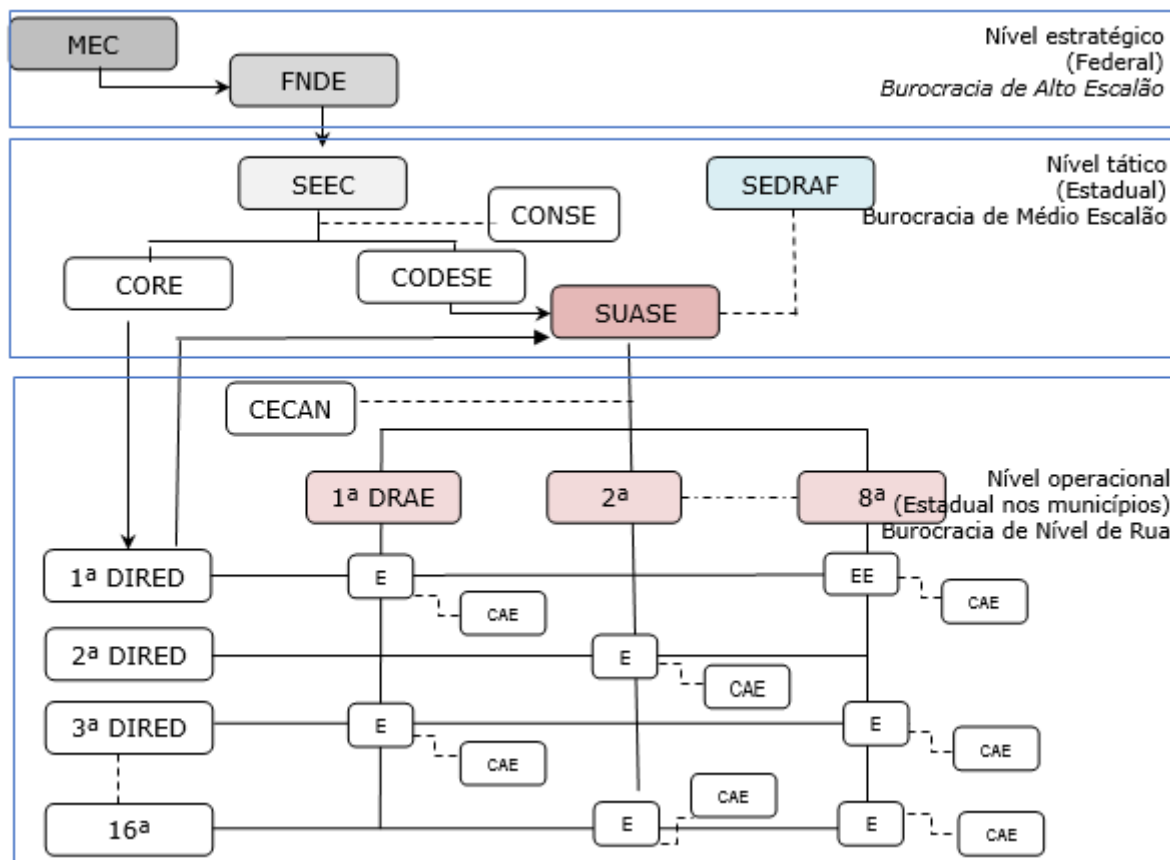 MEC
Nível estratégico
(Federal)
Burocracia de Alto Escalão
FNDE
SEEC
CONSE
SEDRAF
Nível tático
(Estadual)
Burocracia de Médio Escalão
CORE
CODESE
SUASE
CECAN
1ª DRAE
2ª
8ª
Nível operacional
(Estadual nos municípios)
Burocracia de Nível de Rua
1ª DIRED
E
EE
CAE
CAE
2ª DIRED
E
CAE
3ª DIRED
E
E
CAE
CAE
16ª
E
CAE
E
CAE